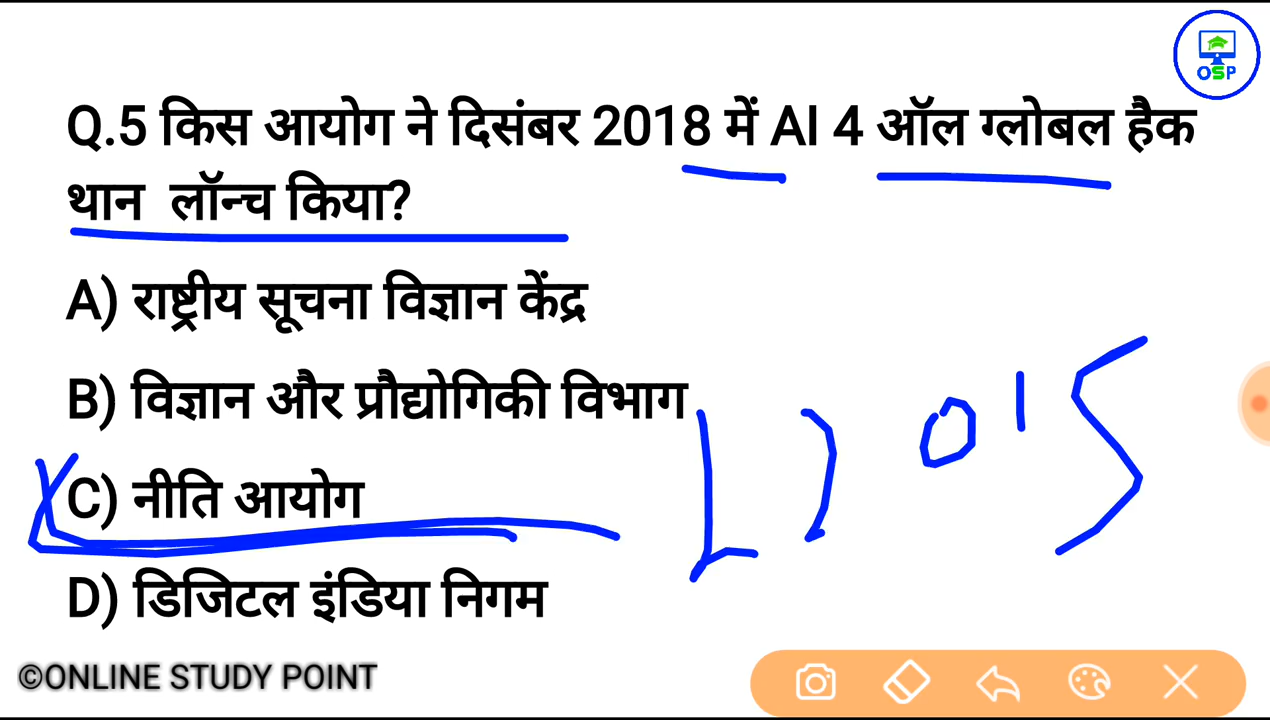 OSP
Q.5 किस आयोग ने दिसंबर 2018 में AI 4 ऑल ग्लोबल हैक
थान लॉन्च किया?
A) राष्ट्रीय सूचना विज्ञान केंद्र
B) विज्ञान और प्रौद्योगिकी विभाग
C) नीति आयोग
D) डिजिटल इंडिया निगम
©ONLINE STUDY POINT